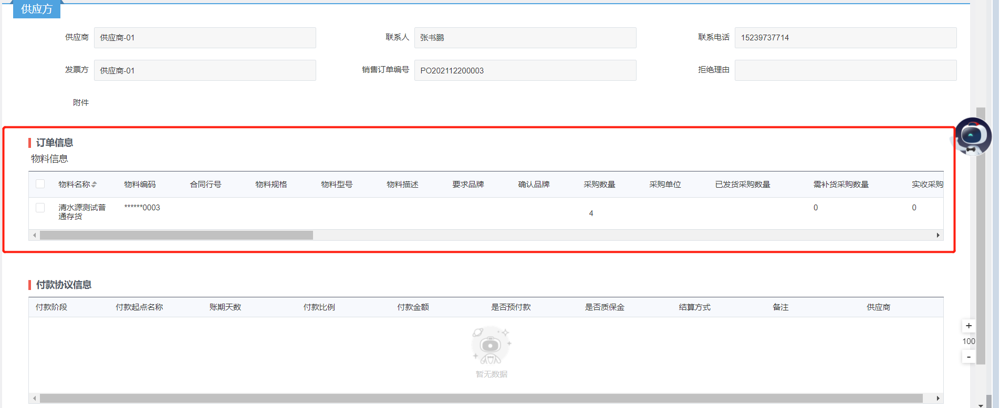 供应方
供应商 供应商-01 联系人 张书鹏 联系电话 15239737714
发票方 供应商-01 销售订单编号 PO202112200003 拒绝理由
附件
订单信息
物料信息
物料名称 物料编码 合同行号 物料规格 物料型号 物料描述 要求品牌 确认品牌 采购数量 采购单位 已发货采购数量 需补货采购数量 实收采购
清水源测试普 ******0003 4 0 0
通存货
付款协议信息
付款阶段 付款起点名称 账期天数 付款比例 付款金额 是否预付款 是否质保金 结算方式 备注 供应商
暂无数据
+
100
-